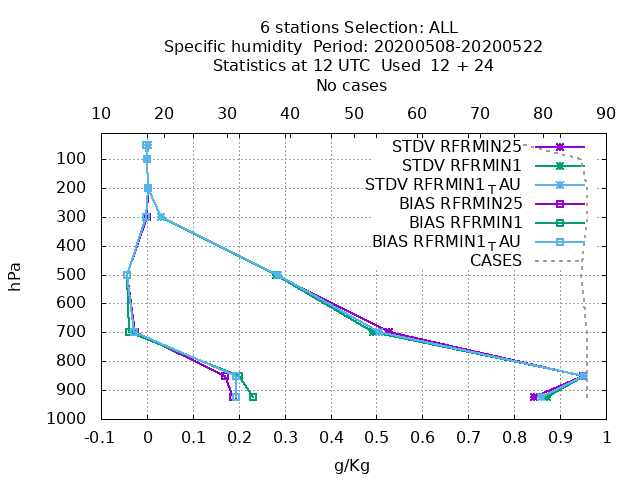 6 stations Selection: ALL
Specific humidity  Period: 20200508-20200522
Statistics at 12 UTC  Used  12 + 24
No cases
10 20 30 40 50 60 70 80 90
STDV RFRMIN25
STDV RFRMIN1
STDV RFRMIN1TAU
BIAS RFRMIN25
BIAS RFRMIN1
BIAS RFRMIN1TAU
CASES
hPa
100
200
300
400
500
600
700
800
900
1000
-0.1 0 0.1 0.2 0.3 0.4 0.5 0.6 0.7 0.8 0.9 1
g/Kg